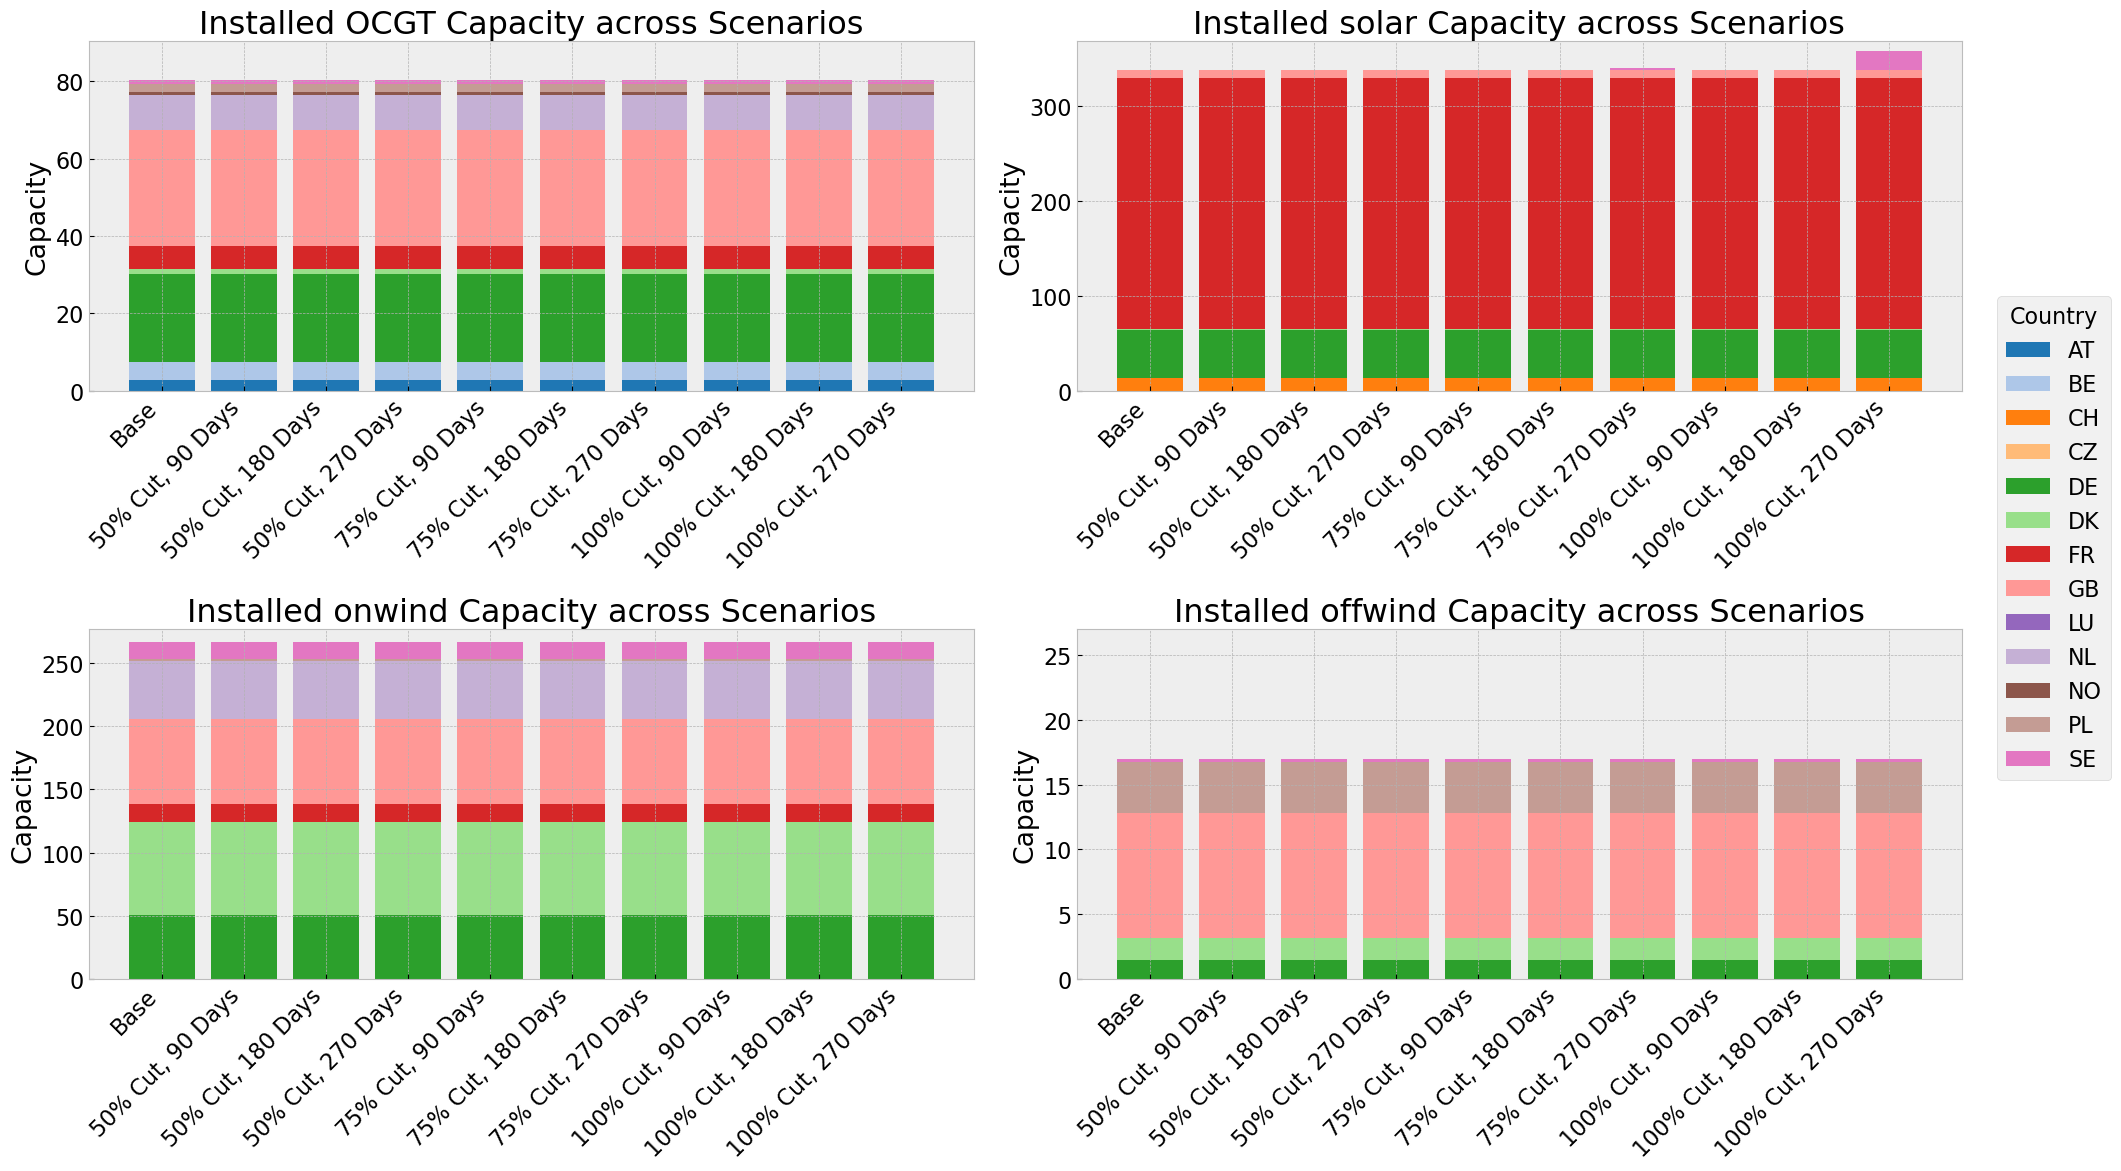 Installed OCGT Capacity across Scenarios
Capacity
80
60
40
20
0
Base
50% Cut, 90 Days
50% Cut, 180 Days
50% Cut, 270 Days
75% Cut, 90 Days
75% Cut, 180 Days
75% Cut, 270 Days
100% Cut, 90 Days
100% Cut, 180 Days
100% Cut, 270 Days
Installed solar Capacity across Scenarios
Capacity
300
200
100
0
Base
50% Cut, 90 Days
50% Cut, 180 Days
50% Cut, 270 Days
75% Cut, 90 Days
75% Cut, 180 Days
75% Cut, 270 Days
100% Cut, 90 Days
100% Cut, 180 Days
100% Cut, 270 Days
Installed onwind Capacity across Scenarios
Capacity
250
200
150
100
50
0
Base
50% Cut, 90 Days
50% Cut, 180 Days
50% Cut, 270 Days
75% Cut, 90 Days
75% Cut, 180 Days
75% Cut, 270 Days
100% Cut, 90 Days
100% Cut, 180 Days
100% Cut, 270 Days
Installed offwind Capacity across Scenarios
Capacity
25
20
15
10
5
0
Base
50% Cut, 90 Days
50% Cut, 180 Days
50% Cut, 270 Days
75% Cut, 90 Days
75% Cut, 180 Days
75% Cut, 270 Days
100% Cut, 90 Days
100% Cut, 180 Days
100% Cut, 270 Days
Country
AT
BE
CH
CZ
DE
DK
FR
GB
LU
NL
NO
PL
SE